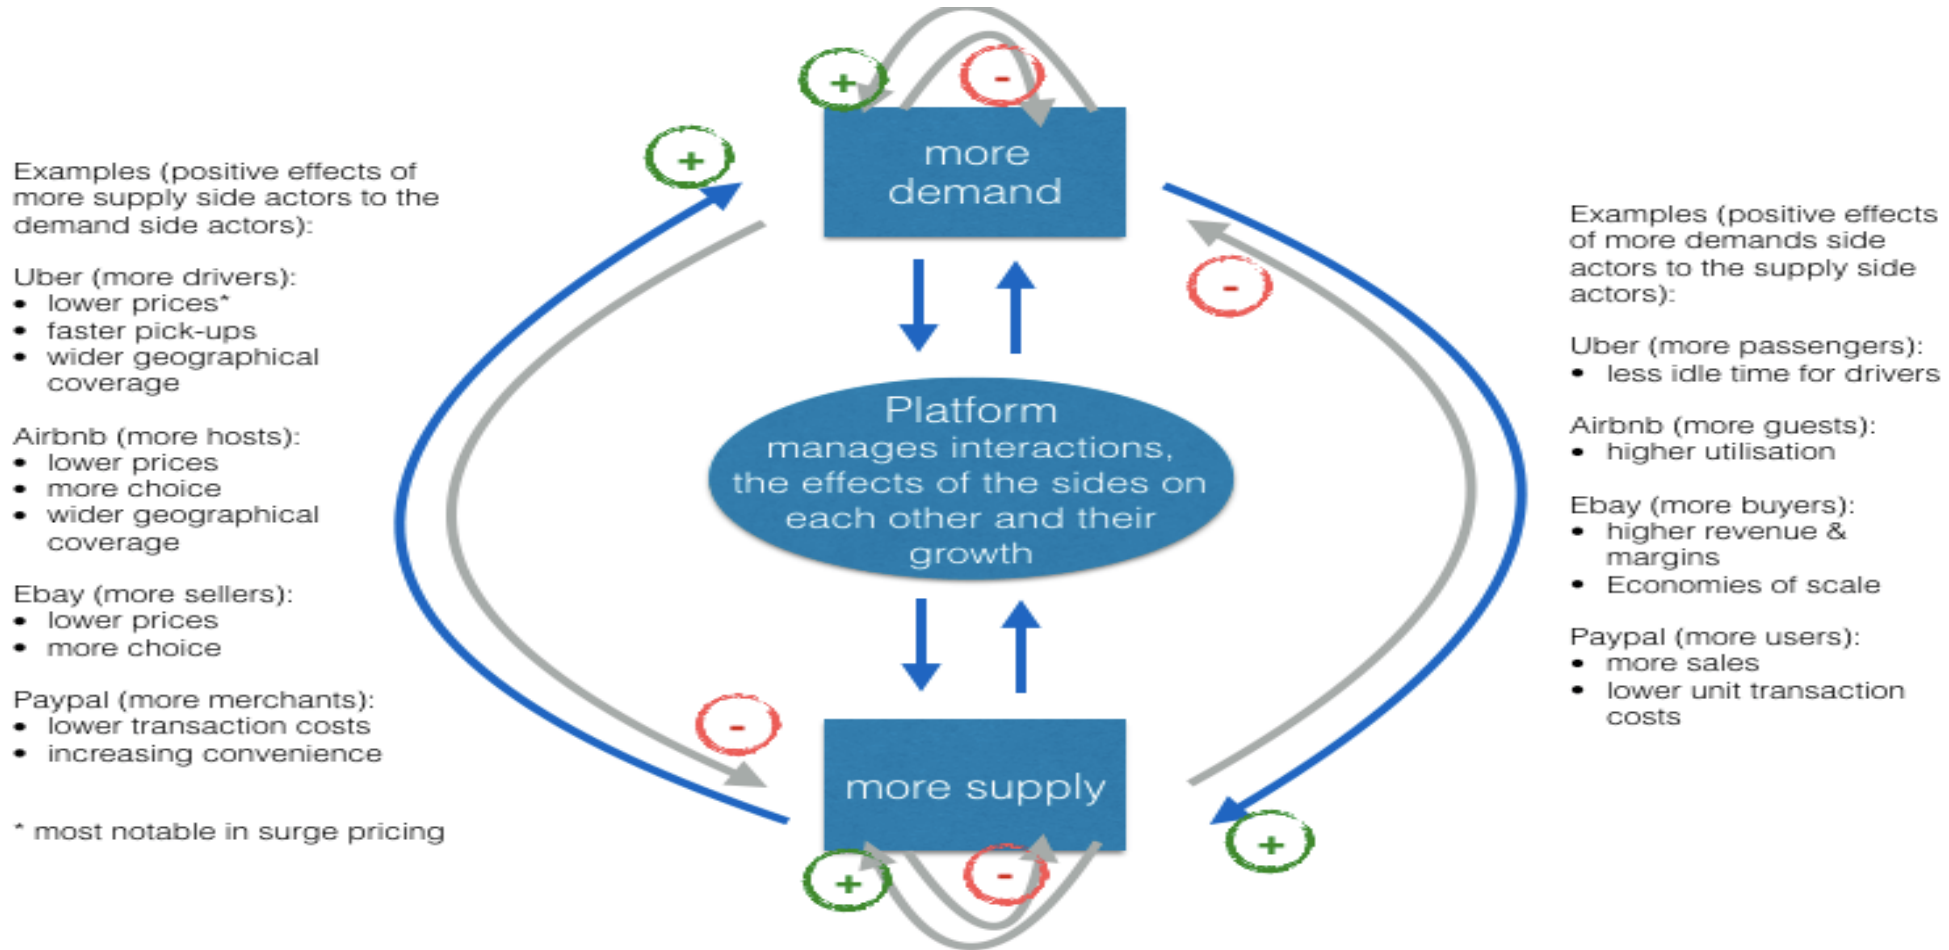 Examples (positive effects of
more supply side actors to the
demand side actors):
Uber (more drivers):
• lower prices*
• faster pick-ups
• wider geographical
coverage
Airbnb (more hosts):
• lower prices
• more choice
• wider geographical
coverage
Ebay (more sellers):
• lower prices
• more choice
Paypal (more merchants):
• lower transaction costs
• increasing convenience
* most notable in surge pricing
+
-
+
more
demand
-
Platform
manages interactions,
the effects of the sides on
each other and their
growth
-
more supply
+
-
+
Examples (positive effects
of more demands side
actors to the supply side
actors):
Uber (more passengers):
• less idle time for drivers
Airbnb (more guests):
• higher utilisation
Ebay (more buyers):
• higher revenue &
margins
• Economies of scale
Paypal (more users):
• more sales
• lower unit transaction
costs